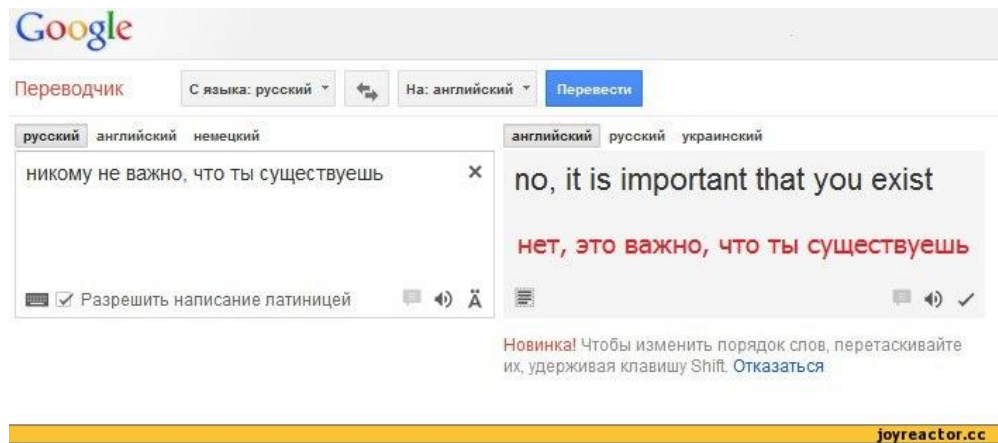 Google
Переводчик
С языка: русский
На: английский
Перевести
русский английский немецкий
никому не важно, что ты существуешь
Разрешить написание латиницей
Ä
английский русский украинский
no, it is important that you exist
нет, это важно, что ты существуешь
Новинка! Чтобы изменить порядок слов, перетаскивайте
их, удерживая клавишу Shift. Отказаться
joyreactor.cc